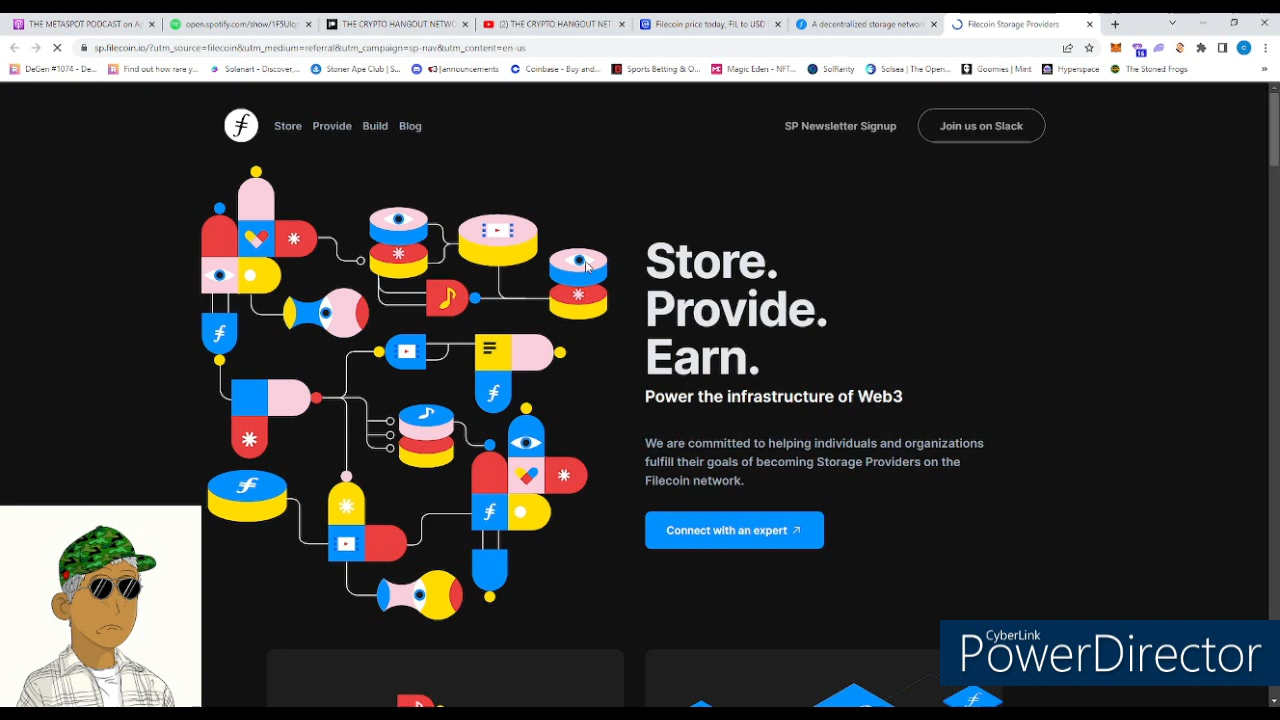 THE METASPOT PODCAST on A
open.spotify.com/show/1F5Ulq
THE CRYPTO HANGOUT NETWO
(2) THE CRYPTO HANGOUT NET
Filecoin price today, FIL to USD
A decentralized storage network
Filecoin Storage Providers
sp.filecoin.io/?utm_source=filecoin&utm_medium=referral&utm_campaign=sp-nav&utm_content=en-us
DeGen #1074 - De...
Find out how rare y...
Solanart - Discover,...
Stoner Ape Club | S...
|announcements
Coinbase - Buy and...
Sports Betting & O...
Magic Eden - NFT...
SolRarity
Solsea | The Open...
Goomies | Mint
Hyperspace
The Stoned Frogs
»
Store
Provide
Build
Blog
SP Newsletter Signup
Join us on Slack
Store.
Provide.
Earn.
Power the infrastructure of Web3
We are committed to helping individuals and organizations
fulfill their goals of becoming Storage Providers on the
Filecoin network.
Connect with an expert ↗
CyberLink
PowerDirector